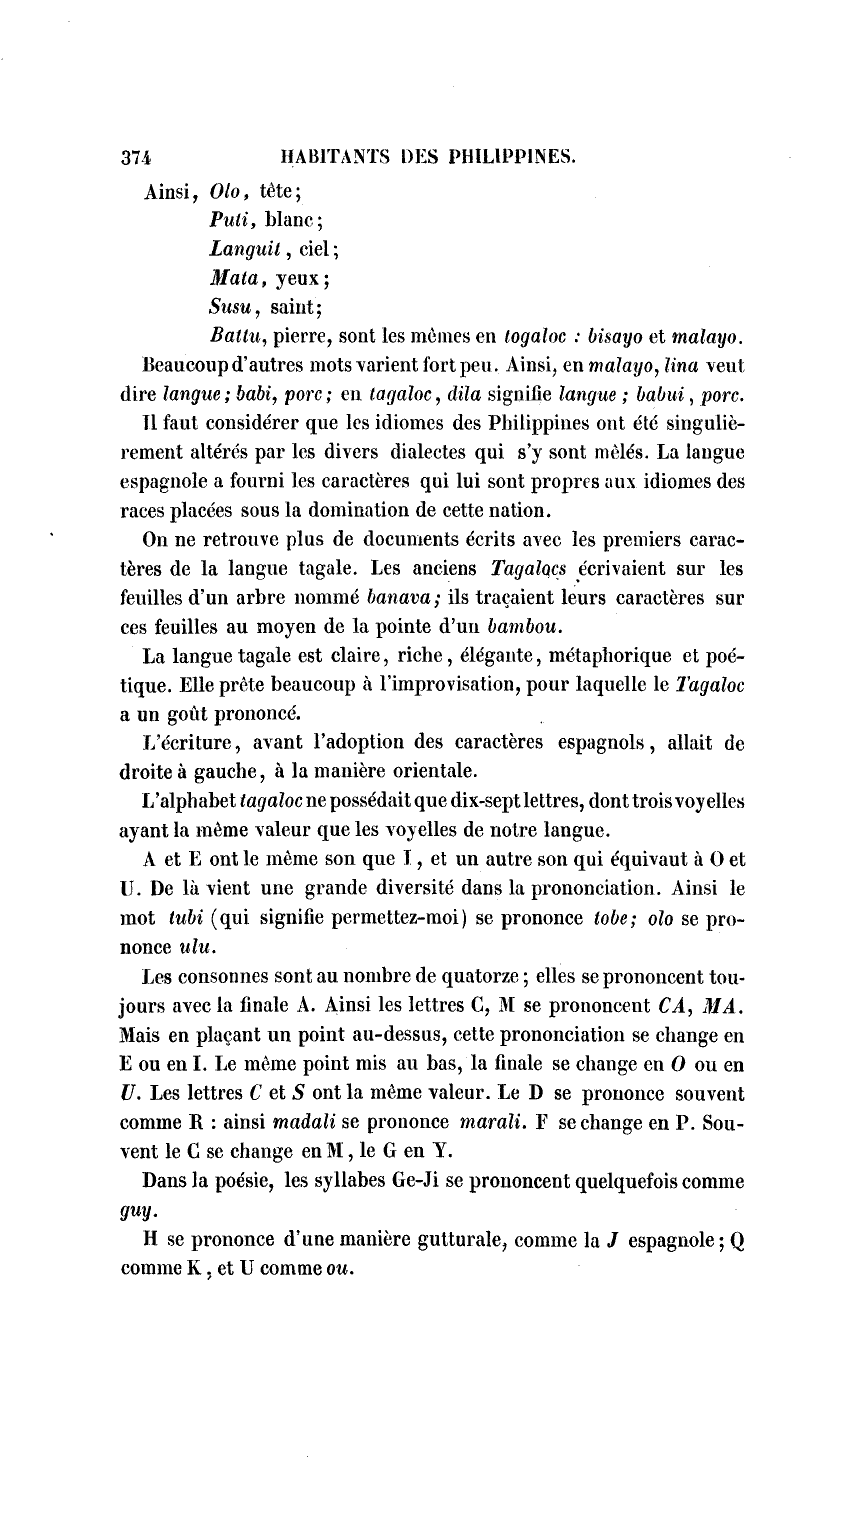 374 HABITANTS DES PHILIPPINES.
Ainsi, Olo, tête;
Puti, blanc;
Languit, ciel;
Mata, yeux;
Susu, saint;
Battu, pierre, sont les mêmes en togaloc : bisayo et malayo.
Beaucoup d'autres mots varient fort peu. Ainsi, en malayo, lina veut
dire langue; babi, porc; en tagaloc, dila signifie langue; babui, porc.
Il faut considérer que les idiomes des Philippines ont été singuliè-
rement altérés par les divers dialectes qui s'y sont mêlés. La langue
espagnole a fourni les caractères qui lui sont propres aux idiomes des
races placées sous la domination de cette nation.
On ne retrouve plus de documents écrits avec les premiers carac-
tères de la langue tagale. Les anciens Tagalocs écrivaient sur les
feuilles d'un arbre nommé banava; ils traçaient leurs caractères sur
ces feuilles au moyen de la pointe d'un bambou.
La langue tagale est claire, riche, élégante, métaphorique et poé-
tique. Elle prête beaucoup à l'improvisation, pour laquelle le Tagaloc
a un goût prononcé.
L'écriture, avant l'adoption des caractères espagnols, allait de
droite à gauche, à la manière orientale.
L'alphabet tagaloc ne possédait que dix-sept lettres, dont trois voyelles
ayant la même valeur que les voyelles de notre langue.
A et E ont le même son que I, et un autre son qui équivaut à O et
U. De là vient une grande diversité dans la prononciation. Ainsi le
mot tubi (qui signifie permettez-moi) se prononce tobe; olo se pro-
nonce ulu.
Les consonnes sont au nombre de quatorze; elles se prononcent tou-
jours avec la finale A. Ainsi les lettres C, M se prononcent CA, MA.
Mais en plaçant un point au-dessus, cette prononciation se change en
E ou en I. Le même point mis au bas, la finale se change en O ou en
U. Les lettres C et S ont la même valeur. Le D se prononce souvent
comme R : ainsi madali se prononce marali. F se change en P. Sou-
vent le C se change en M, le G en Y.
Dans la poésie, les syllabes Ge-Ji se prononcent quelquefois comme
guy.
H se prononce d'une manière gutturale, comme la J espagnole; Q
comme K, et U comme ou.